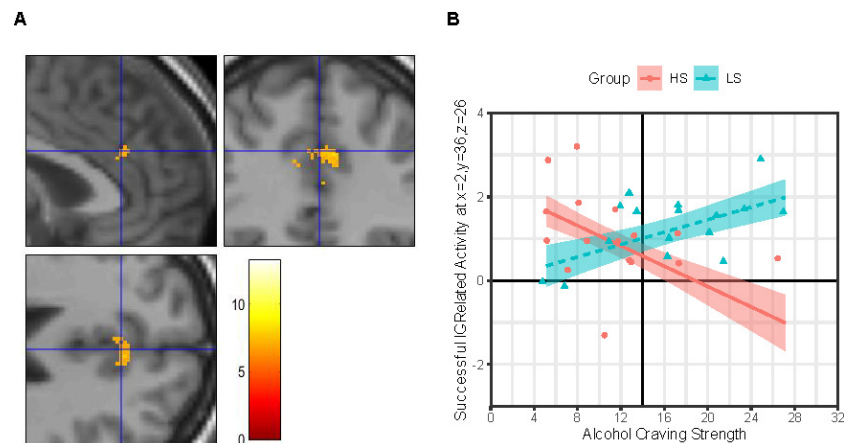 A
B
Group HS LS
Successful IGRelated Activity at x=2,y=36,z=26
4
2
0
-2
0 4 8 12 16 20 24 28 32
Alcohol Craving Strength
10
5
0